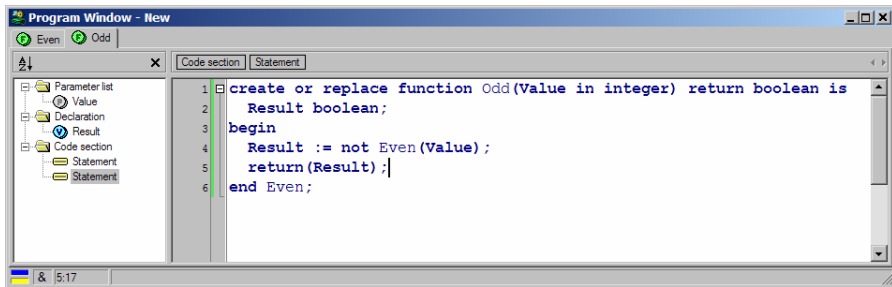 Program Window - New
Even Odd
Code section Statement
Parameter list
Value
Declaration
Result
Code section
Statement
Statement
1 create or replace function Odd(Value in integer) return boolean is
2 Result boolean;
3 begin
4 Result := not Even(Value);
5 return(Result);
6 end Even;
& 5:17